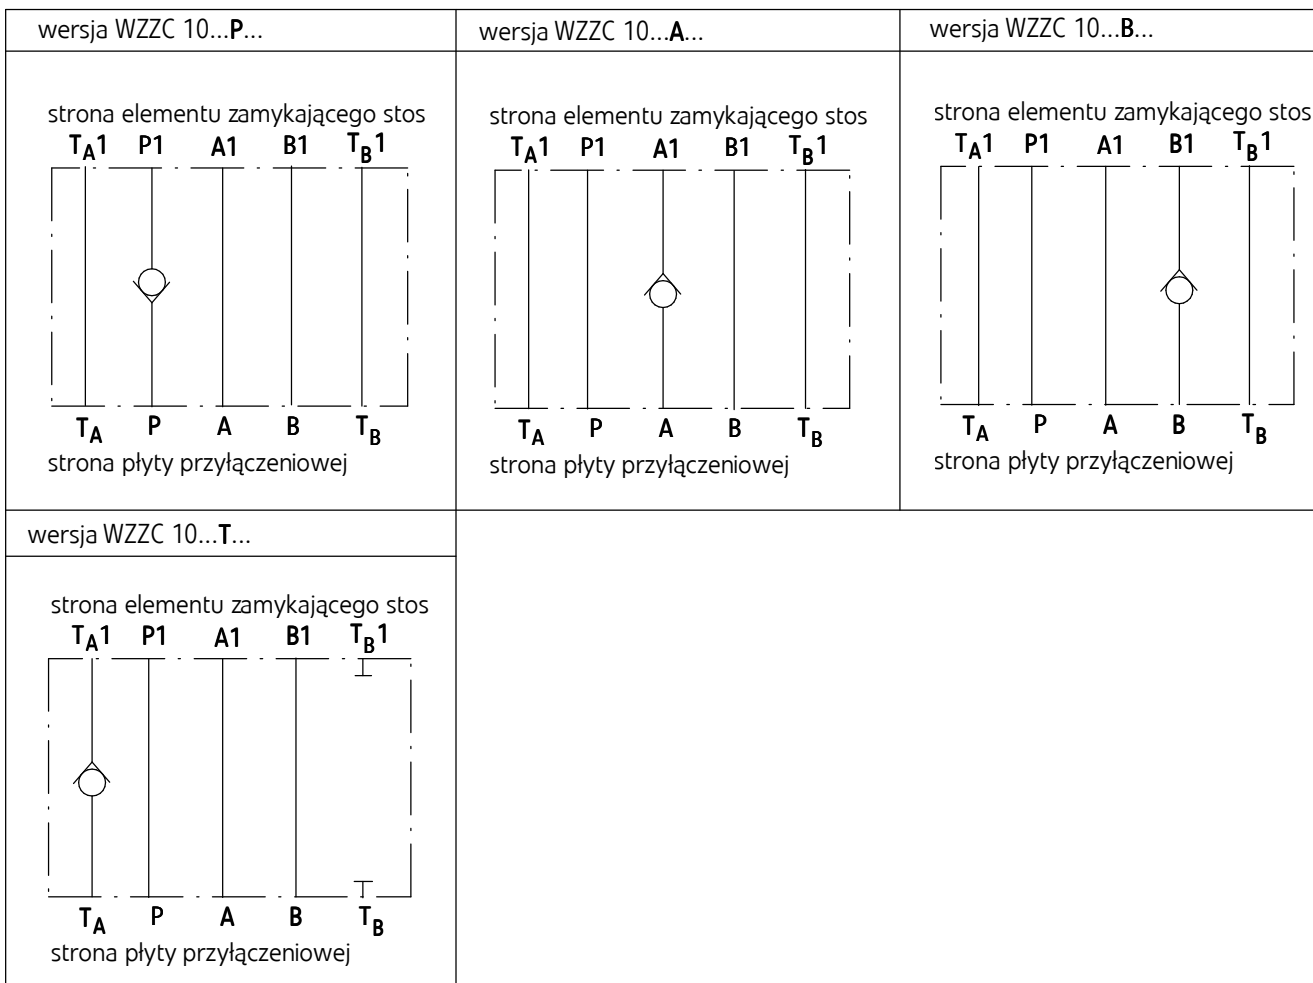 wersja WZZC 10...P...
strona elementu zamykającego stos
TA1 P1 A1 B1 TB1
TA P A B TB
strona płyty przyłączeniowej
wersja WZZC 10...A...
strona elementu zamykającego stos
TA1 P1 A1 B1 TB1
TA P A B TB
strona płyty przyłączeniowej
wersja WZZC 10...B...
strona elementu zamykającego stos
TA1 P1 A1 B1 TB1
TA P A B TB
strona płyty przyłączeniowej
wersja WZZC 10...T...
strona elementu zamykającego stos
TA1 P1 A1 B1 TB1
TA P A B TB
strona płyty przyłączeniowej